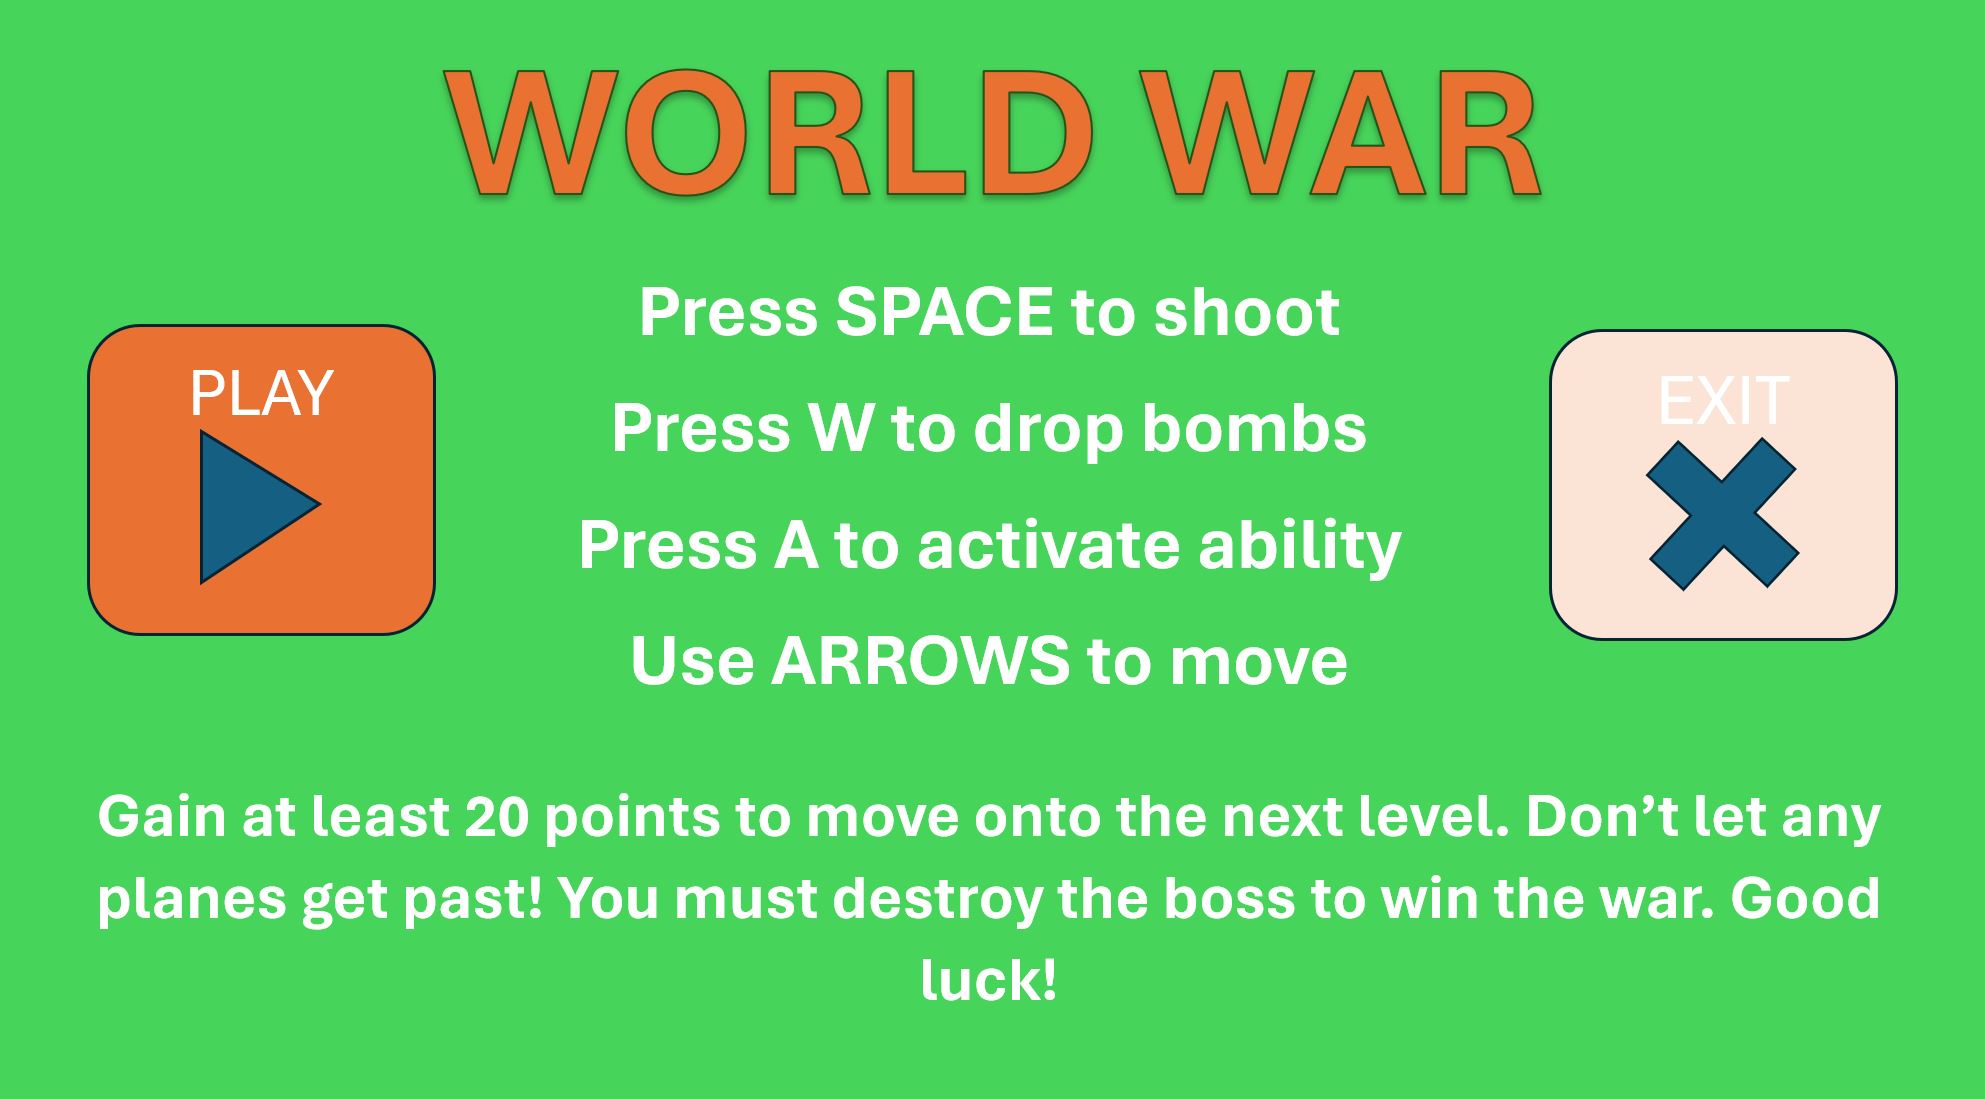 WORLD WAR
Press SPACE to shoot
PLAY
EXIT
Press W to drop bombs
Press A to activate ability
Use ARROWS to move
Gain at least 20 points to move onto the next level. Don’t let any
planes get past! You must destroy the boss to win the war. Good
luck!